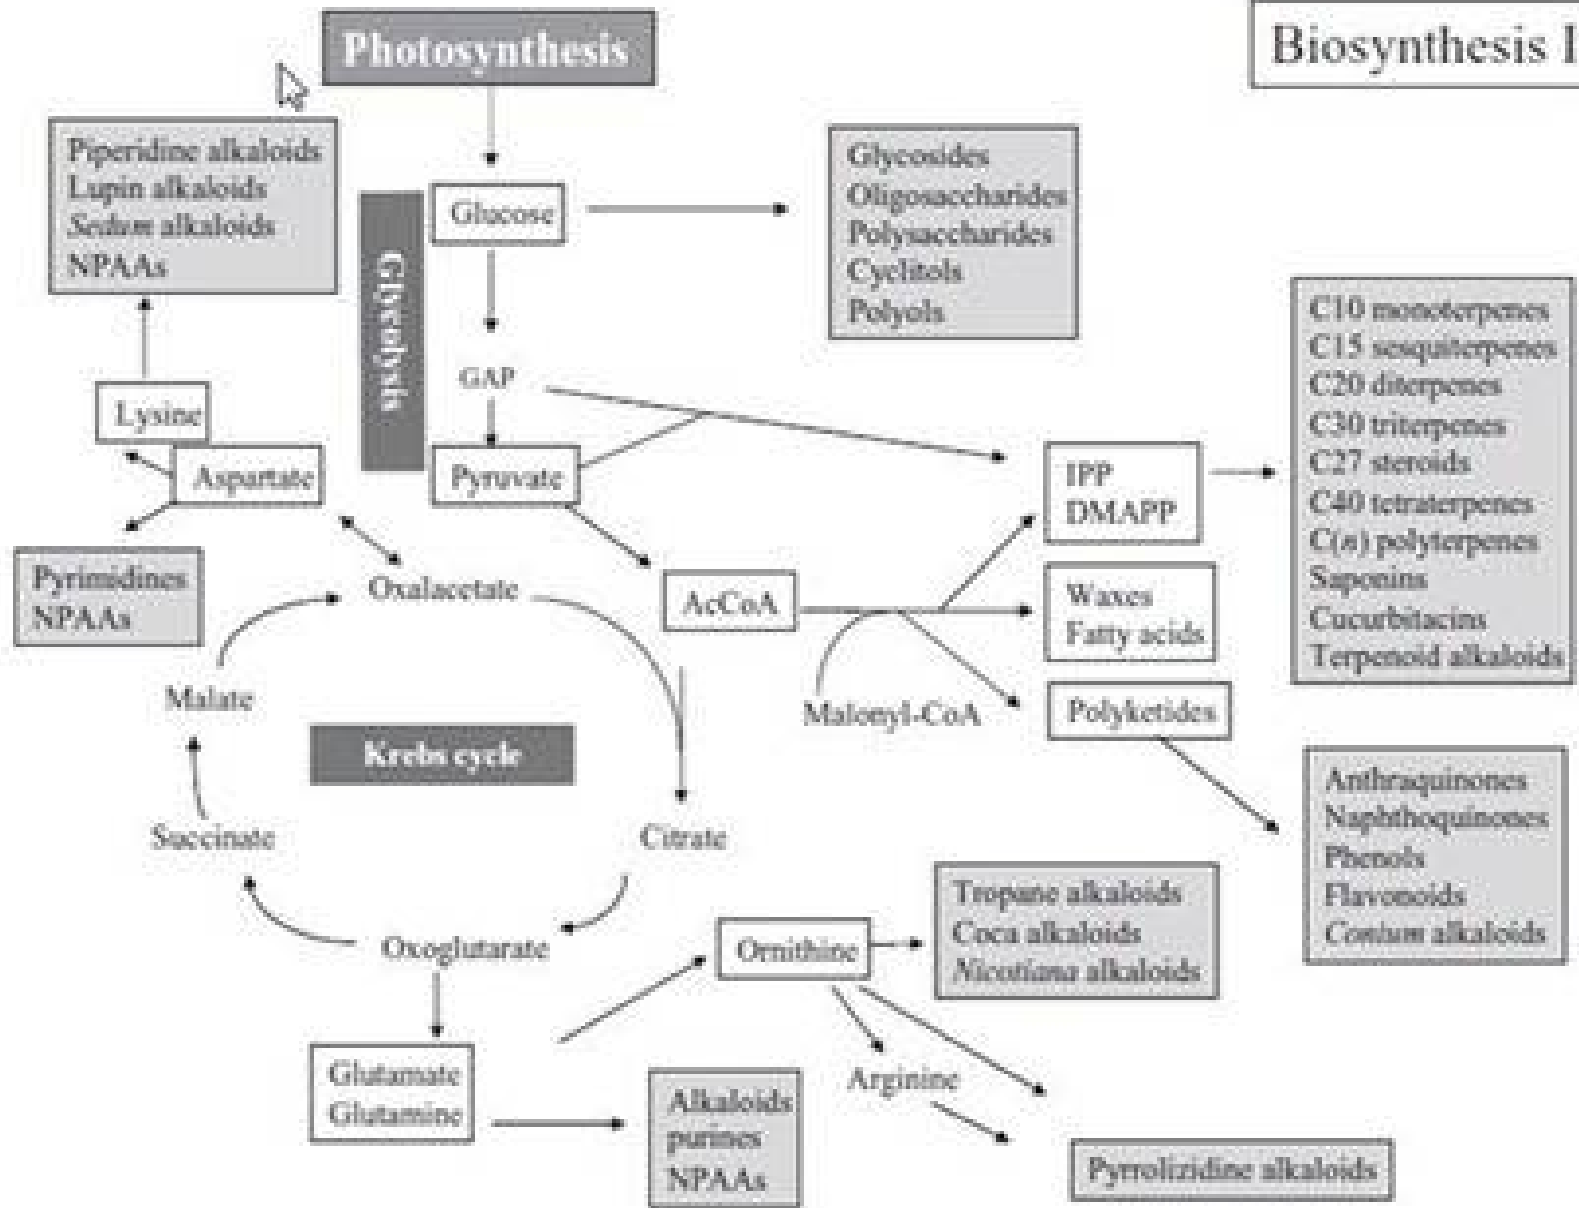 Photosynthesis
Biosynthesis I
Piperidine alkaloids
Lupin alkaloids
Sedum alkaloids
NPAAs
Glucose
Glycosides
Oligosaccharides
Polysaccharides
Cyclitols
Polyols
Glycolysis
GAP
C10 monoterpenes
C15 sesquiterpenes
C20 diterpenes
C30 triterpenes
C27 steroids
C40 tetraterpenes
C(n) polyterpenes
Saponins
Cucurbitacins
Terpenoid alkaloids
Lysine
Aspartate
Pyruvate
IPP
DMAPP
Pyrimidines
NPAAs
Oxalacetate
AcCoA
Waxes
Fatty acids
Malate
Malonyl-CoA
Polyketides
Krebs cycle
Anthraquinones
Naphthoquinones
Phenols
Flavonoids
Conium alkaloids
Succinate
Citrate
Oxoglutarate
Ornithine
Tropane alkaloids
Coca alkaloids
Nicotiana alkaloids
Glutamate
Glutamine
Arginine
Alkaloids
purines
NPAAs
Pyrrolizidine alkaloids